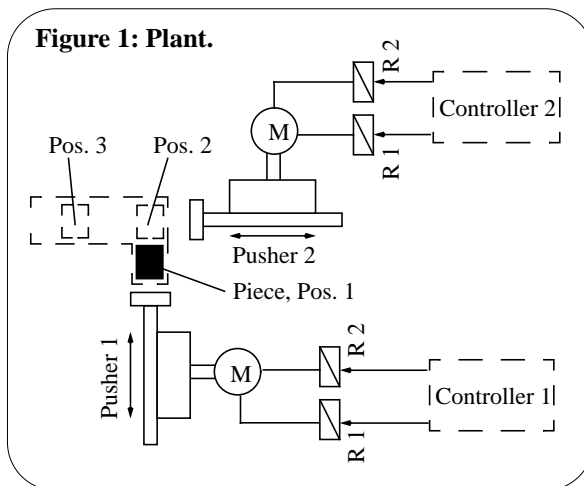 Figure 1: Plant.
R 2
Controller 2
M
Pos. 3
Pos. 2
R 1
Pusher 2
Piece, Pos. 1
Pusher 1
R 2
M
Controller 1
R 1